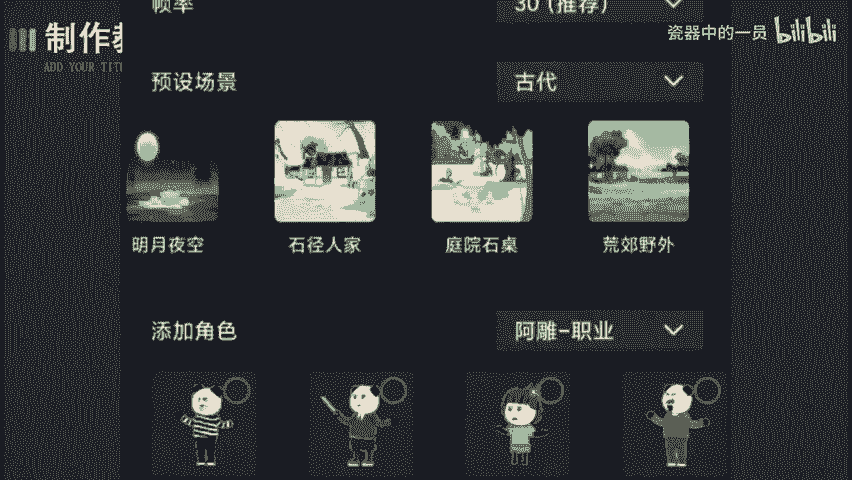 帧率
30（推荐）
制作
瓷器中的一员 bilibili
ADD YOUR TIT
预设场景
古代
明月夜空
石径人家
庭院石桌
荒郊野外
添加角色
阿雕-职业